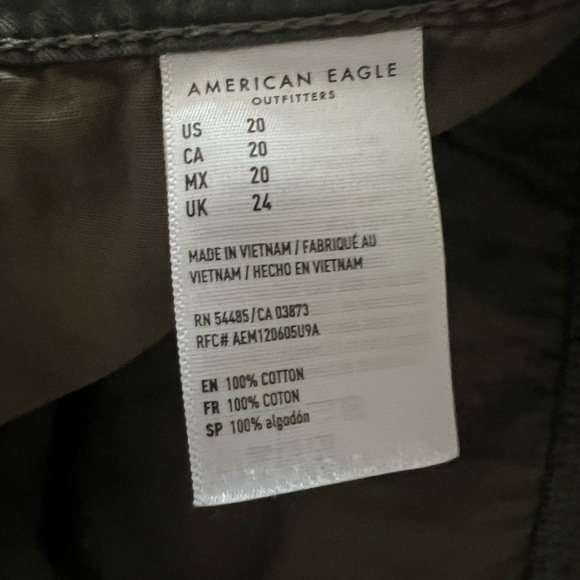 AMERICAN EAGLE
OUTFITTERS
US 20
CA 20
MX 20
UK 24
MADE IN VIETNAM / FABRIQUÉ AU
VIETNAM / HECHO EN VIETNAM
RN 54485/CA 03873
RFC# AEM120605U9A
EN 100% COTTON
FR 100% COTON
SP 100% algodón